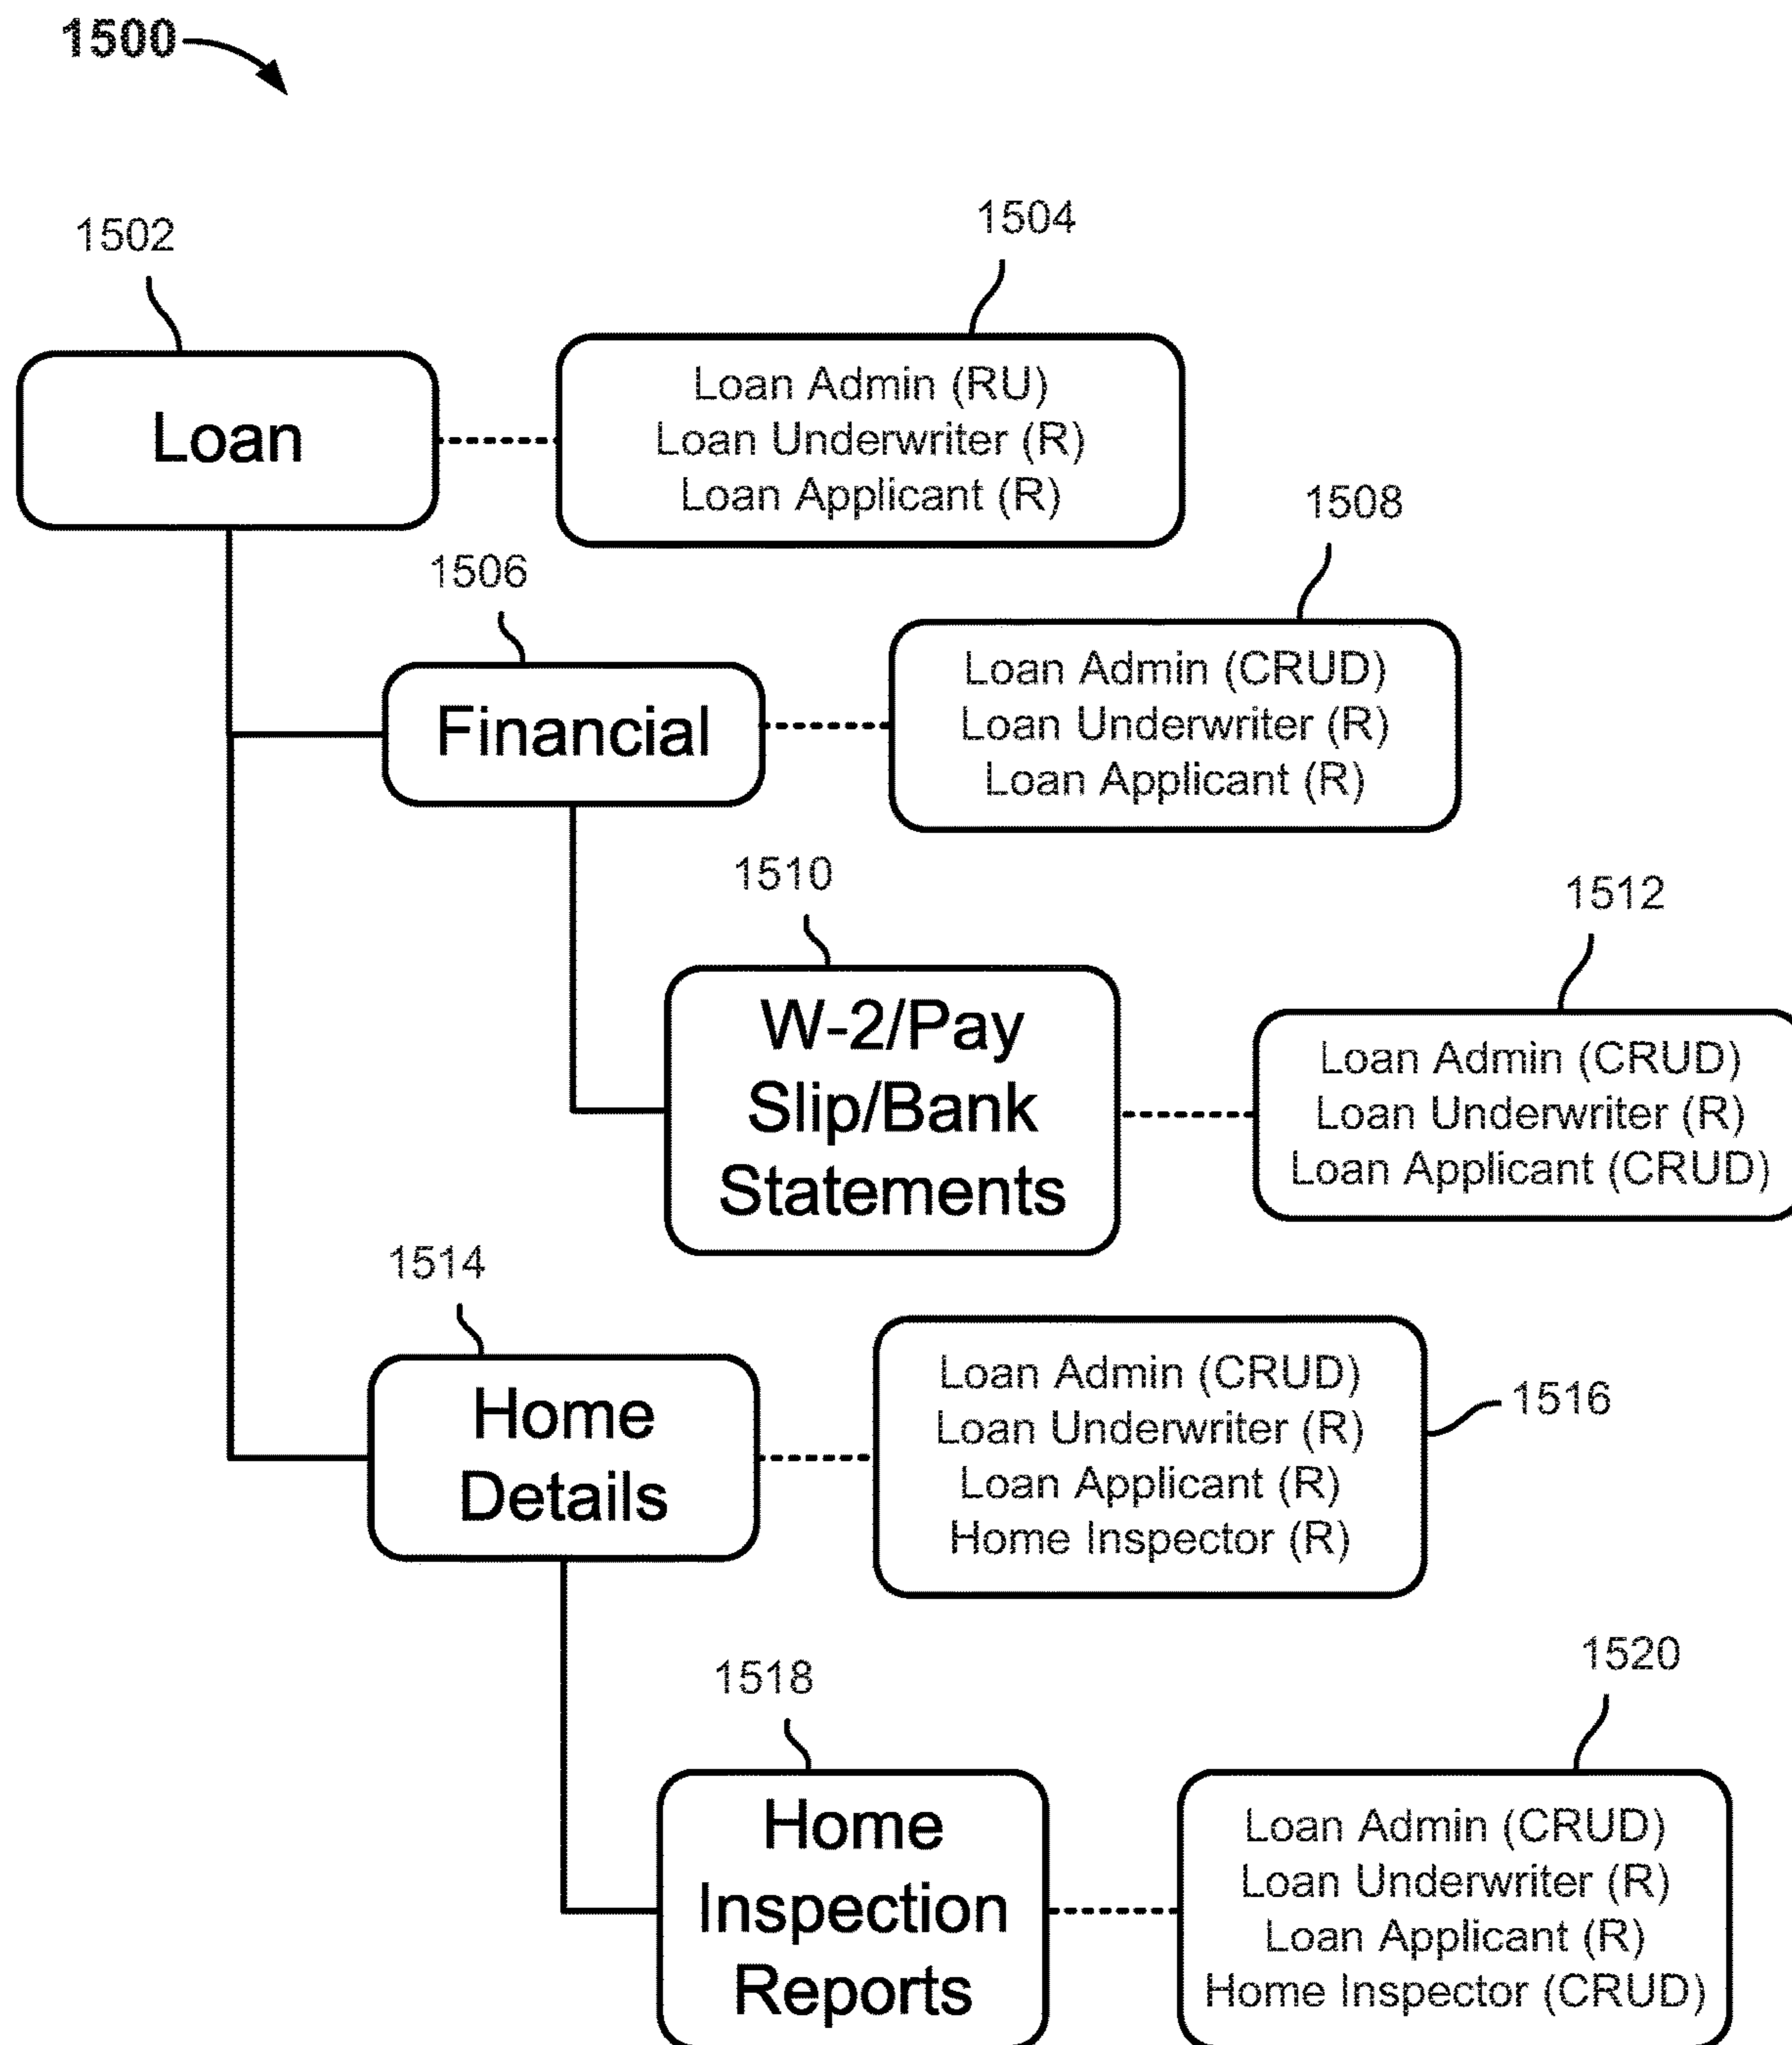 1500
1502
1504
Loan
Loan Admin (RU)
Loan Underwriter (R)
Loan Applicant (R)
1506
1508
Financial
Loan Admin (CRUD)
Loan Underwriter (R)
Loan Applicant (R)
1510
1512
W-2/Pay
Slip/Bank
Statements
Loan Admin (CRUD)
Loan Underwriter (R)
Loan Applicant (CRUD)
1514
Home
Details
Loan Admin (CRUD)
Loan Underwriter (R)
Loan Applicant (R)
Home Inspector (R)
1516
1518
1520
Home
Inspection
Reports
Loan Admin (CRUD)
Loan Underwriter (R)
Loan Applicant (R)
Home Inspector (CRUD)